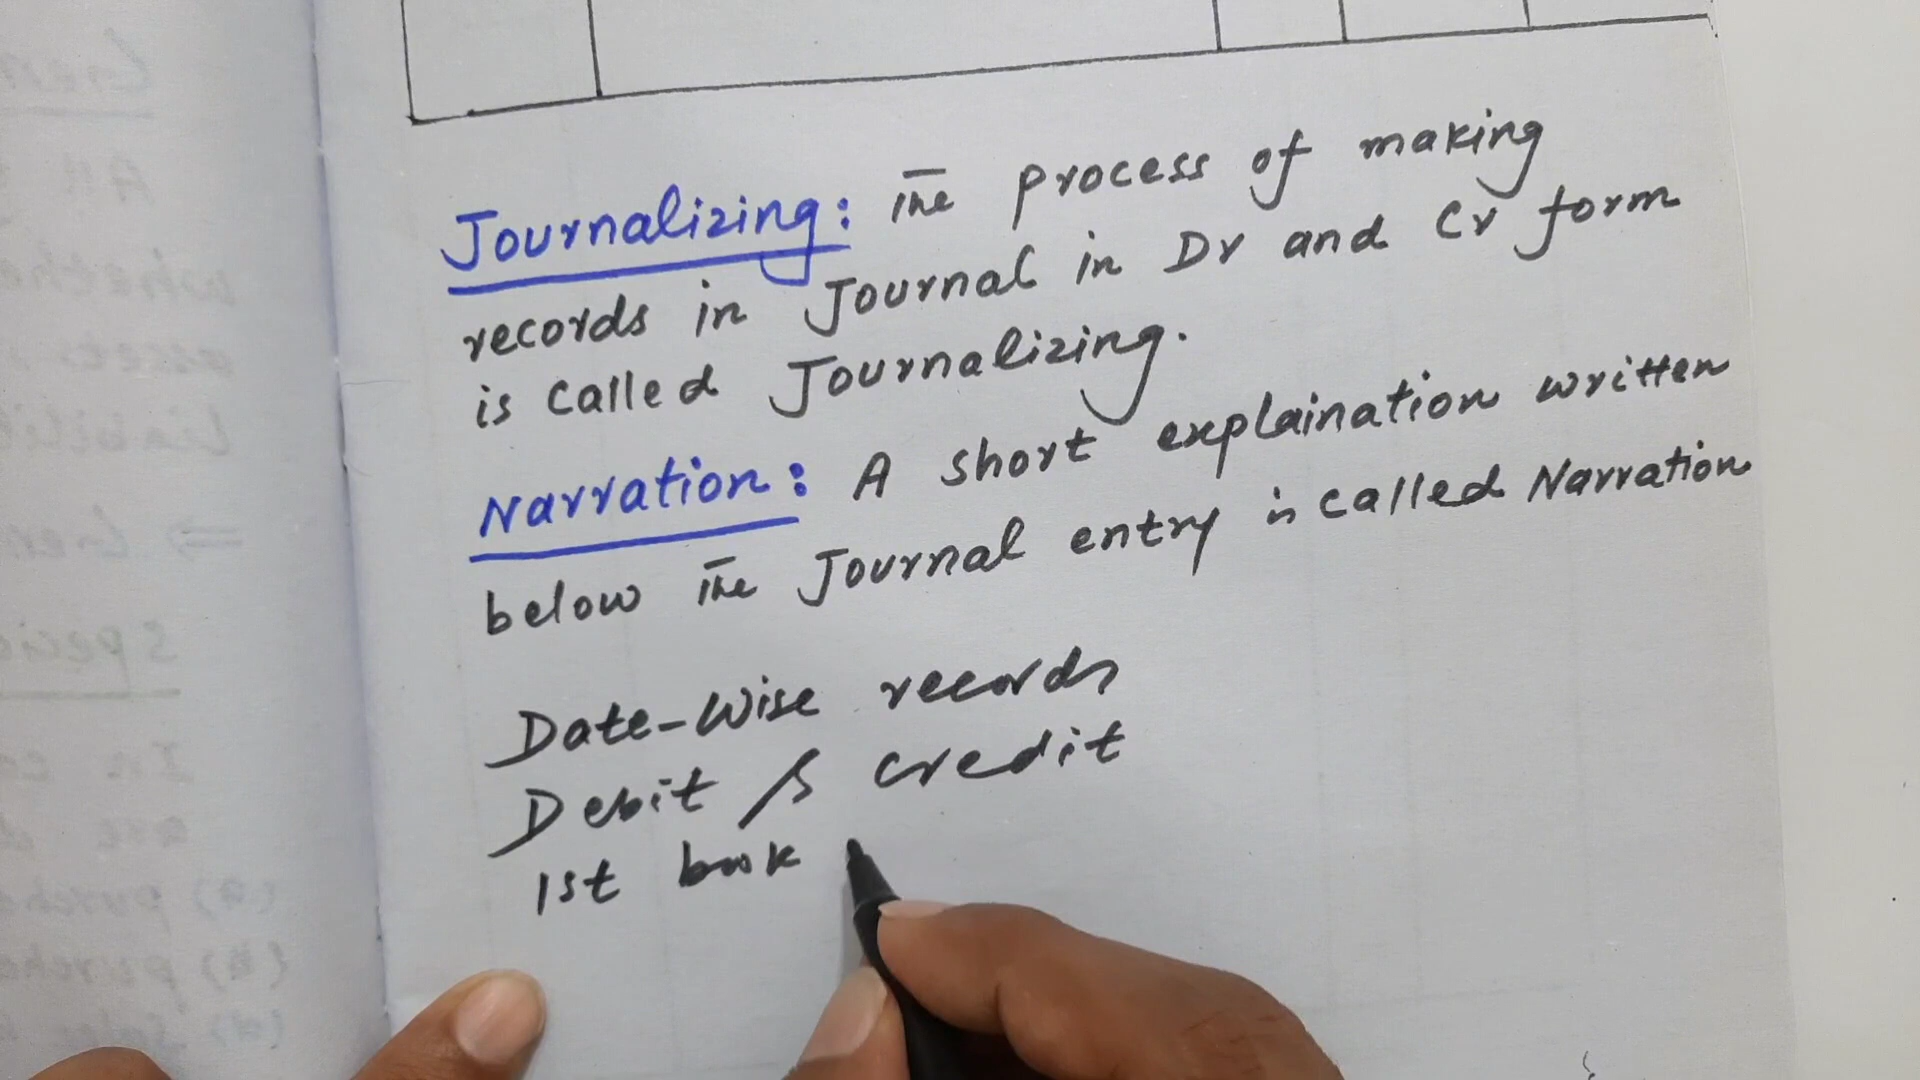 Journalizing: The process of making
records in Journal in Dr and Cr form
is called Journalizing.
Narration: A short explaination written
below the Journal entry is called Narration
Date-Wise records
Debit & credit
1st book